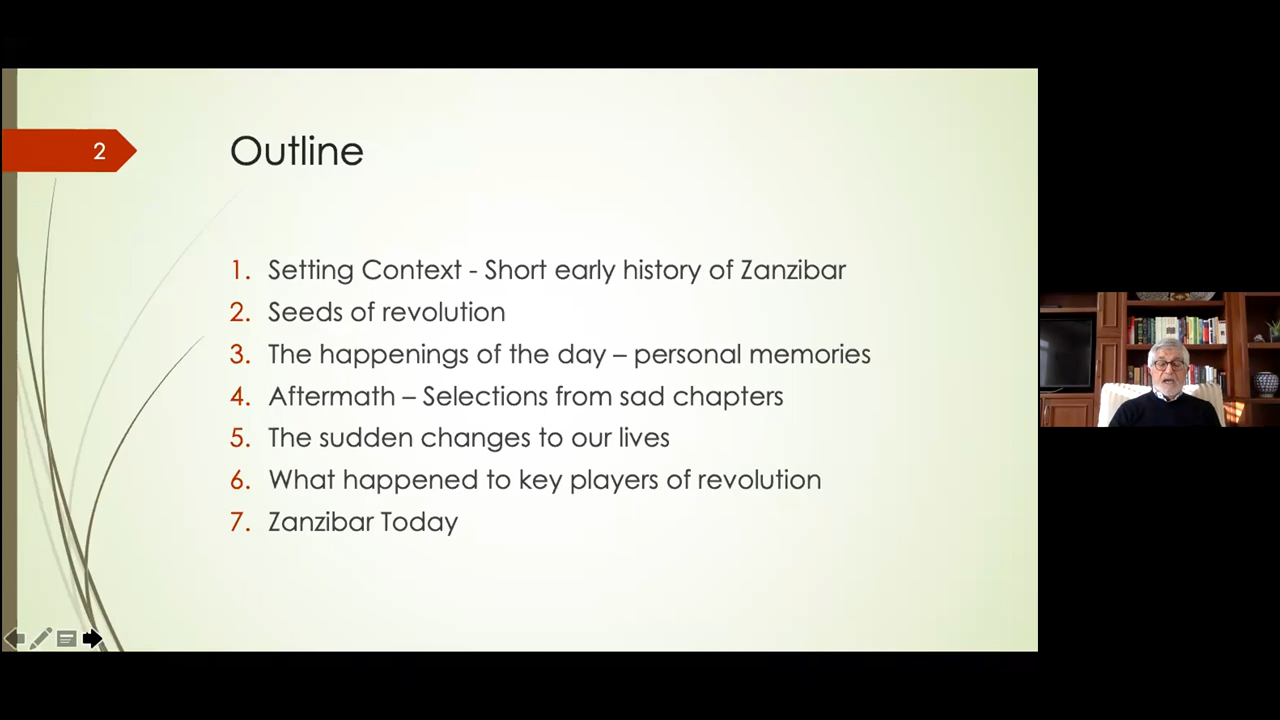 2
Outline
1. Setting Context - Short early history of Zanzibar
2. Seeds of revolution
3. The happenings of the day – personal memories
4. Aftermath – Selections from sad chapters
5. The sudden changes to our lives
6. What happened to key players of revolution
7. Zanzibar Today